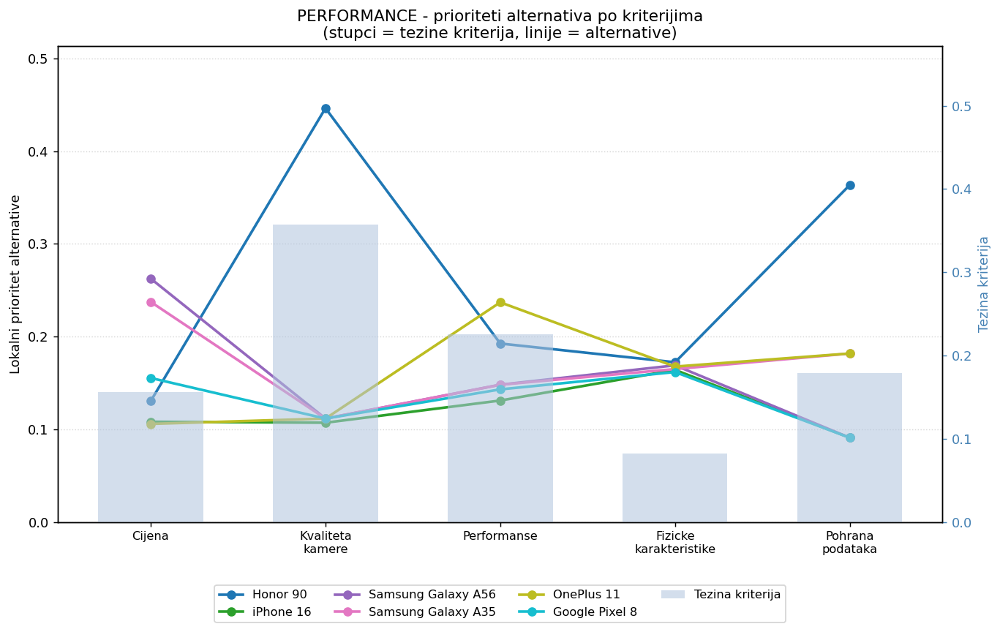 PERFORMANCE - prioriteti alternativa po kriterijima
(stupci = tezine kriterija, linije = alternative)
Lokalni prioritet alternative
0.5
0.4
0.3
0.2
0.1
0.0
0.5
0.4
0.3
0.2
0.1
0.0
Tezina kriterija
Cijena
Kvaliteta
kamere
Performanse
Fizicke
karakteristike
Pohrana
podataka
Honor 90
iPhone 16
Samsung Galaxy A56
Samsung Galaxy A35
OnePlus 11
Google Pixel 8
Tezina kriterija